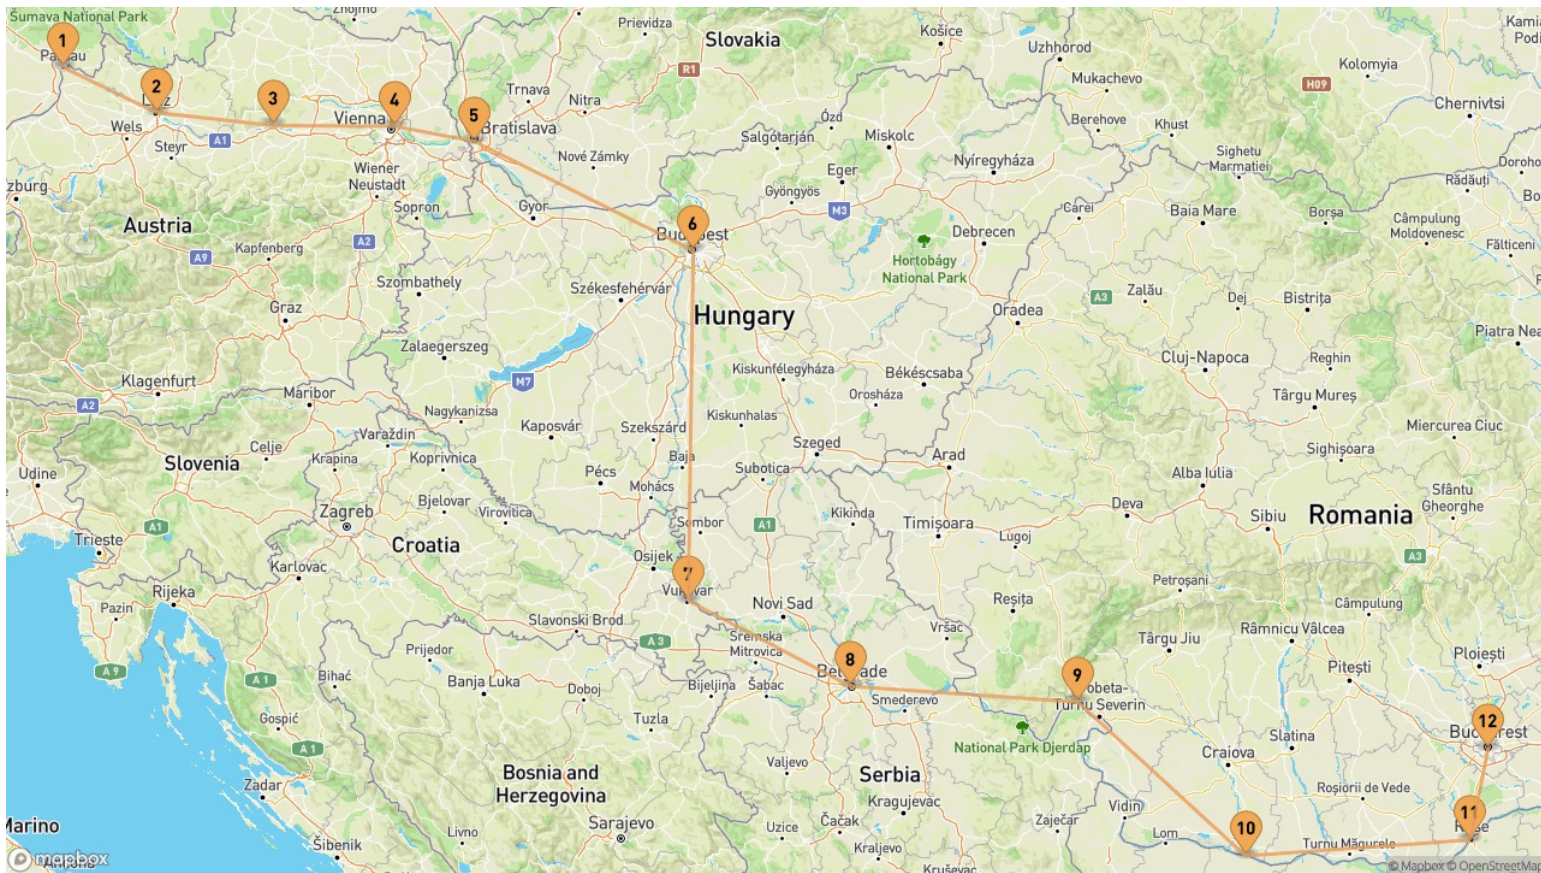 Šumava National Park
Znojmo
Prievidza
Slovakia
Košice
Uzhhorod
1
R1
Mukachevo
H09
Kolomyia
2
3
4
5
Trnava
Nitra
Ózd
Berehove
Chernivtsi
Vienna
Bratislava
Wels
A1
Steyr
Salgótarján
Miskolc
Khust
Nové Zámky
Eger
Nyíregyháza
Sighetu
Marmatiei
Wiener
Neustadt
Gyöngyös
Rădăuți
Sopron
Gyor
M3
Carei
Baia Mare
Borșa
Câmpulung
Moldovenesc
Austria
6
A2
A9
Kapfenberg
Debrecen
Fălticeni
Hortobágy
National Park
Szombathely
Székesfehérvár
A3
Zalău
Dej
Bistrița
Graz
Hungary
Oradea
Zalaegerszeg
Cluj-Napoca
Reghin
Klagenfurt
M7
Kiskunfélegyháza
Békéscsaba
A2
Maribor
Orosháza
Târgu Mureș
Nagykanizsa
Kiskunhalas
Miercurea Ciuc
Kaposvár
Szekszárd
Varaždin
Celje
Szeged
Sighișoara
Slovenia
Krapina
Koprivnica
Baja
Arad
Udine
Pécs
Subotica
Alba Iulia
Mohács
Sfântu
Gheorghe
Bjelovar
Deva
Zagreb
Virovitica
Sombor
A1
Kikinda
Timișoara
Sibiu
Romania
A1
Trieste
Croatia
Lugoj
Osijek
A3
Karlovac
7
Petroșani
Rijeka
Vukovar
Reșița
Pazin
Novi Sad
Câmpulung
Slavonski Brod
Vršac
Râmnicu Vâlcea
A 3
Sremska
Mitrovica
Târgu Jiu
Prijedor
8
Ploiești
A 9
A1
Bihać
Banja Luka
Doboj
Bijeljina
Šabac
Belgrade
9
Pitești
Smederevo
Drobeta-
Turnu Severin
Gospić
Tuzla
12
National Park Djerdap
Slatina
Bucharest
A1
Craiova
Valjevo
Bosnia and
Herzegovina
Serbia
Zadar
Roșiorii de Vede
Kragujevac
Vidin
11
Marino
Livno
Sarajevo
Uzice
Čačak
Zaječar
Lom
10
Ruse
Šibenik
Kraljevo
Turnu Măgurele
mapbox
Kruševac
© Mapbox © OpenStreetMap